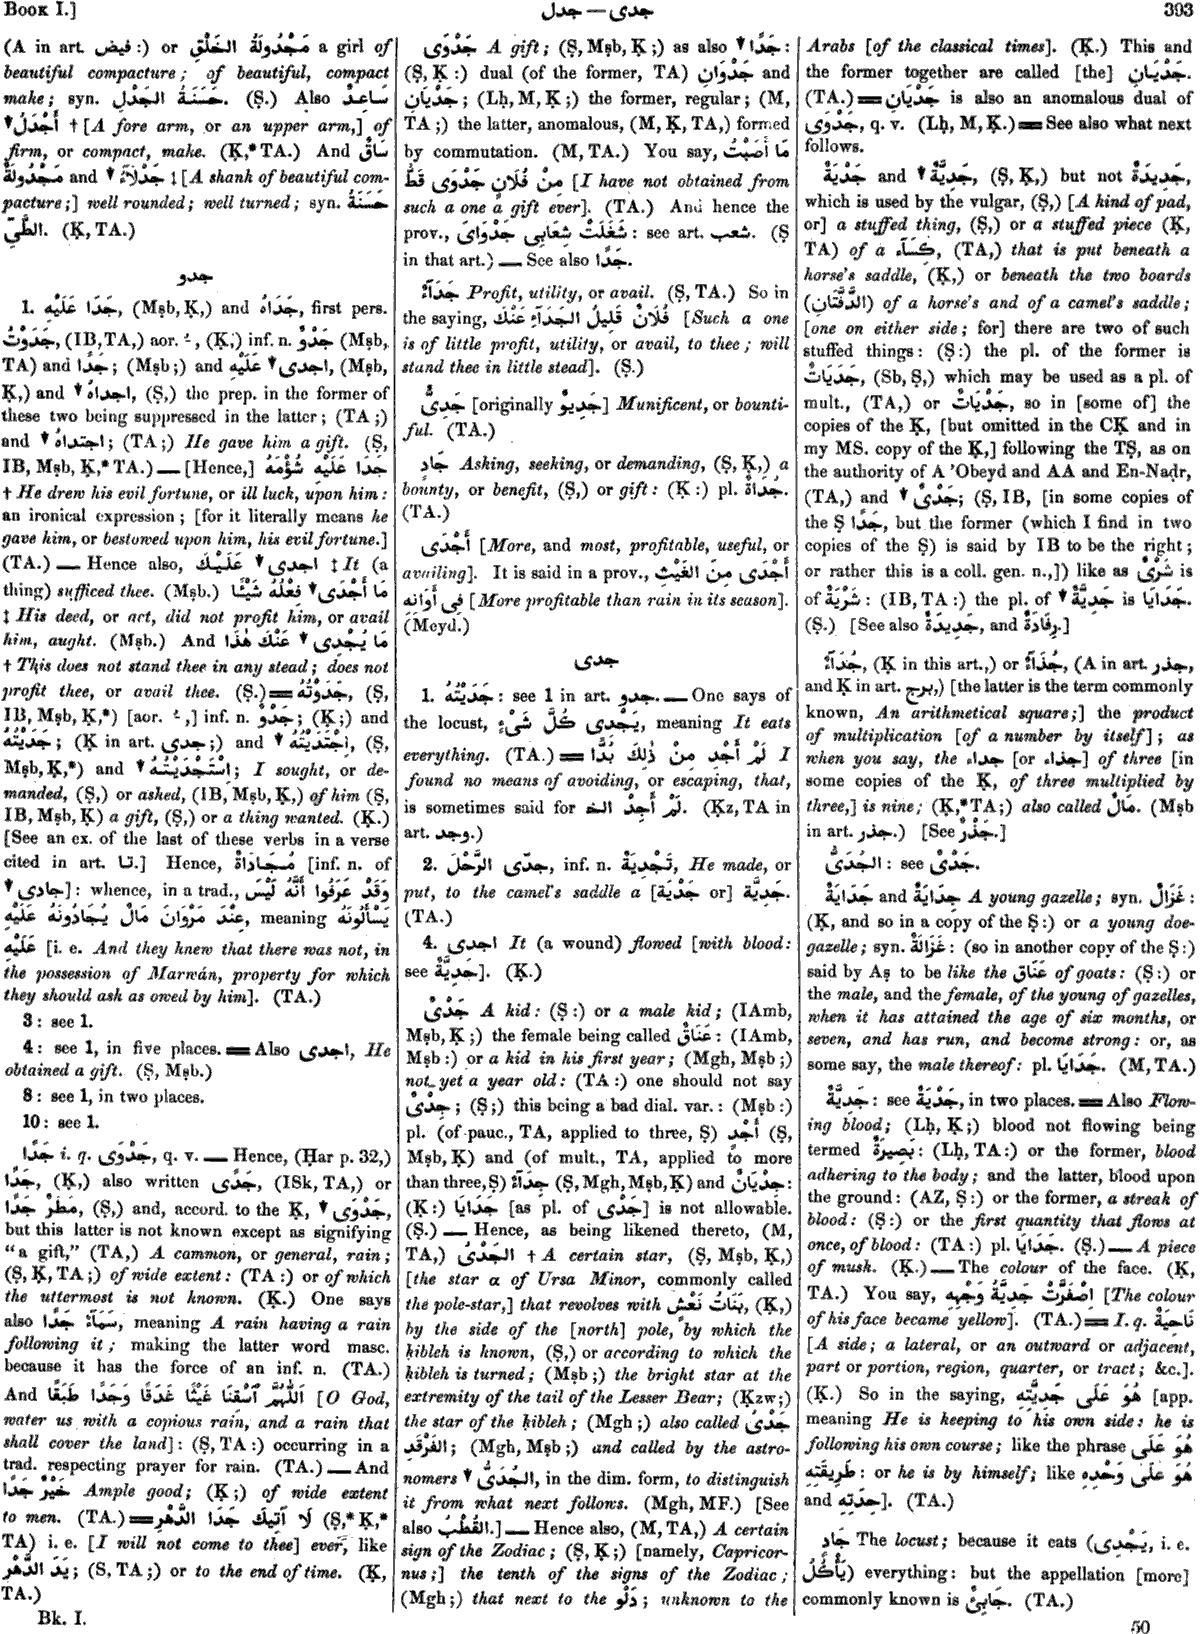 BOOK I.]
جدل — جدى
393
(A in art. فيض :) or مَجْدُولَةُ الخَلْقِ a girl of
beautiful compacture; of beautiful, compact
make; syn. حَسَنَةُ الجَدْلِ. (Ṣ.) Also سَاعِدٌ
▼ أَجْدَلُ † [A fore arm, or an upper arm,] of
firm, or compact, make. (Ḳ,* TA.) And سَاقٌ
مَجْدُولَةٌ and ▼ جَدْلَآءُ ‡ [A shank of beautiful com-
pacture;] well rounded; well turned; syn. حَسَنَةُ
الطَّىِّ. (Ḳ, TA.)
جدو
1. جَدَا عَلَيْهِ, (Mṣb, Ḳ,) and جَدَاهُ, first pers.
جَدَوْتُ, (IB, TA,) aor. ـُ, (Ḳ;) inf. n. جَدْوٌ (Mṣb,
TA) and جَدًا; (Mṣb;) and ▼ اجدى عَلَيْهِ, (Mṣb,
Ḳ,) and ▼ اجداهُ, (Ṣ,) the prep. in the former of
these two being suppressed in the latter; (TA;)
and ▼ اجتداهُ; (TA;) He gave him a gift. (Ṣ,
IB, Mṣb, Ḳ,* TA.) — [Hence,] جدا عَلَيْهِ شُؤْمَهُ
† He drew his evil fortune, or ill luck, upon him:
an ironical expression; [for it literally means he
gave him, or bestowed upon him, his evil fortune.]
(TA.) — Hence also, ▼ اجدى عَلَيْكَ ‡ It (a
thing) sufficed thee. (Mṣb.) مَا أَجْدَى ▼ فِعْلُهُ شَيْئًا
‡ His deed, or act, did not profit him, or avail
him, aught. (Mṣb.) And مَا يُجْدِى ▼ عَنْكَ هٰذَا
† This does not stand thee in any stead; does not
profit thee, or avail thee. (Ṣ.) = جَدَوْتُهُ, (Ṣ,
IB, Mṣb, Ḳ,*) [aor. ـُ,] inf. n. جَدْوٌ; (Ḳ;) and
جَدَيْتُهُ; (Ḳ in art. جدى;) and ▼ اِجْتَدَيْتُهُ, (Ṣ,
Mṣb, Ḳ,*) and ▼ اسْتَجْدَيْتُهُ; I sought, or de-
manded, (Ṣ,) or asked, (IB, Mṣb, Ḳ,) of him (Ṣ,
IB, Mṣb, Ḳ) a gift, (Ṣ,) or a thing wanted. (Ḳ.)
[See an ex. of the last of these verbs in a verse
cited in art. تا.] Hence, مُجَادَاةٌ [inf. n. of
▼ جادى]: whence, in a trad., وَقَدْ عَرَفُوا أَنَّهُ لَيْسَ
عِنْدَ مَرْوَانَ مَالٌ يُجَادُونَهُ عَلَيْهِ, meaning يَسْأَلُونَهُ
عَلَيْهِ [i. e. And they knew that there was not, in
the possession of Marwán, property for which
they should ask as owed by him]. (TA.)
3: see 1.
4: see 1, in five places. = Also اجدى, He
obtained a gift. (Ṣ, Mṣb.)
8: see 1, in two places.
10: see 1.
جَدًا i. q. جَدْوَى, q. v. — Hence, (Ḥar p. 32,)
جَدًا, (Ḳ,) also written جَدًى, (ISk, TA,) or
مَطَرٌ جَدًا, (Ṣ,) and, accord. to the Ḳ, ▼ جَدْوَى,
but this latter is not known except as signifying
“a gift,” (TA,) A common, or general, rain;
(Ṣ, Ḳ, TA;) of wide extent: (TA:) or of which
the uttermost is not known. (Ḳ.) One says
also سَمَآءٌ جَدًا, meaning A rain having a rain
following it; making the latter word masc.
because it has the force of an inf. n. (TA.)
And اَللّٰهُمَّ ٱسْقِنَا غَيْثًا غَدَقًا وَجَدًا طَبَقًا [O God,
water us with a copious rain, and a rain that
shall cover the land]: (Ṣ, TA:) occurring in a
trad. respecting prayer for rain. (TA.) — And
خَيْرٌ جَدًا Ample good; (Ḳ;) of wide extent
to men. (TA.) = لَا آتِيكَ جَدَا الدَّهْرِ (Ṣ,* Ḳ,*
TA) i. e. [I will not come to thee] ever, like
يَدَ الدَّهْرِ; (S, TA;) or to the end of time. (Ḳ,
TA.)
Bk. I.
جَدْوَى A gift; (Ṣ, Mṣb, Ḳ;) as also ▼ جَدًا:
(Ṣ, Ḳ:) dual (of the former, TA) جَدْوَانِ and
جَدْيَانِ; (Lḥ, M, Ḳ;) the former, regular; (M,
TA;) the latter, anomalous, (M, Ḳ, TA,) formed
by commutation. (M, TA.) You say, مَا أَصَبْتُ
مِنْ فُلَانٍ جَدْوَى قَطُّ [I have not obtained from
such a one a gift ever]. (TA.) And hence the
prov., شَغَلَتْ شِعَابِى جَدْوَاىَ: see art. شعب. (Ṣ
in that art.) — See also جَدًا.
جَدَآءٌ Profit, utility, or avail. (Ṣ, TA.) So in
the saying, فُلَانٌ قَلِيلُ الجَدَآءِ عَنْكَ [Such a one
is of little profit, utility, or avail, to thee; will
stand thee in little stead]. (Ṣ.)
جَدِىٌّ [originally جَدِيوٌ] Munificent, or bounti-
ful. (TA.)
جَادٍ Asking, seeking, or demanding, (Ṣ, Ḳ,) a
bounty, or benefit, (Ṣ,) or gift: (Ḳ:) pl. جُدَاةٌ.
(TA.)
أَجْدَى [More, and most, profitable, useful, or
availing]. It is said in a prov., أَجْدَى مِنَ الغَيْثِ
فِى أَوَانِهِ [More profitable than rain in its season].
(Meyd.)
جدى
1. جَدَيْتُهُ: see 1 in art. جدو. — One says of
the locust, يَجْدِى كُلَّ شَىْءٍ, meaning It eats
everything. (TA.) = لَمْ أَجْدِ مِنْ ذٰلِكَ بُدًّا I
found no means of avoiding, or escaping, that,
is sometimes said for لَمْ أَجِدْ الخ. (Ḳz, TA in
art. وجد.)
2. جدّى الرَّحْلَ, inf. n. تَجْدِيَةٌ, He made, or
put, to the camel's saddle a [جَدْيَة or] جَدِيَّة.
(TA.)
4. اجدى It (a wound) flowed [with blood:
see جَدِيَّةٌ]. (Ḳ.)
جَدْىٌ A kid: (Ṣ:) or a male kid; (IAmb,
Mṣb, Ḳ;) the female being called عَنَاقٌ: (IAmb,
Mṣb:) or a kid in his first year; (Mgh, Mṣb;)
not yet a year old: (TA:) one should not say
جِدْىٌ; (Ṣ;) this being a bad dial. var.: (Mṣb:)
pl. (of pauc., TA, applied to three, Ṣ) أَجْدٍ (Ṣ,
Mṣb, Ḳ) and (of mult., TA, applied to more
than three, Ṣ) جِدَآءٌ (Ṣ, Mgh, Mṣb, Ḳ) and جِدْيَانٌ:
(Ḳ:) جَدَايَا [as pl. of جَدْى] is not allowable.
(Ṣ.) — Hence, as being likened thereto, (M,
TA,) الجَدْىُ † A certain star, (Ṣ, Mṣb, Ḳ,)
[the star α of Ursa Minor, commonly called
the pole-star,] that revolves with بَنَاتُ نَعْشٍ, (Ḳ,)
by the side of the [north] pole, by which the
ḳibleh is known, (Ṣ,) or according to which the
ḳibleh is turned; (Mṣb;) the bright star at the
extremity of the tail of the Lesser Bear; (Ḳzw;)
the star of the ḳibleh; (Mgh;) also called جَدْىُ
الفَرْقَدِ; (Mgh, Mṣb;) and called by the astro-
nomers ▼ الجُدَىُّ, in the dim. form, to distinguish
it from what next follows. (Mgh, MF.) [See
also القُطْبُ.] — Hence also, (M, TA,) A certain
sign of the Zodiac; (Ṣ, Ḳ;) [namely, Capricor-
nus;] the tenth of the signs of the Zodiac;
(Mgh;) that next to the دَلْو; unknown to the
Arabs [of the classical times]. (Ḳ.) This and
the former together are called [the] جَدْيَانِ.
(TA.) = جَدْيَانِ is also an anomalous dual of
جَدْوَى, q. v. (Lḥ, M, Ḳ.) = See also what next
follows.
جَدْيَةٌ and ▼ جَدِيَّةٌ, (Ṣ, Ḳ,) but not جَدِيدَةٌ,
which is used by the vulgar, (Ṣ,) [A kind of pad,
or] a stuffed thing, (Ṣ,) or a stuffed piece (Ḳ,
TA) of a كِسَآء, (TA,) that is put beneath a
horse's saddle, (Ḳ,) or beneath the two boards
(الدَّفَّتَانِ) of a horse's and of a camel's saddle;
[one on either side; for] there are two of such
stuffed things: (Ṣ:) the pl. of the former is
جَدَيَاتٌ, (Sb, Ṣ,) which may be used as a pl. of
mult., (TA,) or جَدْيَاتٌ, so in [some of] the
copies of the Ḳ, [but omitted in the CḲ and in
my MS. copy of the Ḳ,] following the TṢ, as on
the authority of A 'Obeyd and AA and En-Naḍr,
(TA,) and ▼ جَدْىٌ; (Ṣ, IB, [in some copies of
the Ṣ جَدًا, but the former (which I find in two
copies of the Ṣ) is said by IB to be the right;
or rather this is a coll. gen. n.,]) like as شَرْىٌ is
of شَرْيَةٌ: (IB, TA:) the pl. of ▼ جَدِيَّةٌ is جَدَايَا.
(Ṣ.) [See also جَدِيدَةٌ, and رِفَادَةٌ.]
جُدَآءٌ, (Ḳ in this art.,) or جُذَآءٌ, (A in art. جذر,
and Ḳ in art. برج,) [the latter is the term commonly
known, An arithmetical square;] the product
of multiplication [of a number by itself]; as
when you say, the جداء [or جذاء] of three [in
some copies of the Ḳ, of three multiplied by
three,] is nine; (Ḳ,* TA;) also called مَالٌ. (Mṣb
in art. جذر.) [See جَذْرٌ.]
الجُدَىُّ: see جَدْىٌ.
جَدَايَةٌ and جِدَايَةٌ A young gazelle; syn. غَزَالٌ:
(Ḳ, and so in a copy of the Ṣ:) or a young doe-
gazelle; syn. غَزَالَةٌ: (so in another copy of the Ṣ:)
said by Aṣ to be like the عَنَاق of goats: (Ṣ:) or
the male, and the female, of the young of gazelles,
when it has attained the age of six months, or
seven, and has run, and become strong: or, as
some say, the male thereof: pl. جَدَايَا. (M, TA.)
جَدِيَّةٌ: see جَدْيَةٌ, in two places. = Also Flow-
ing blood; (Lḥ, Ḳ;) blood not flowing being
termed بَصِيرَةٌ: (Lḥ, TA:) or the former, blood
adhering to the body; and the latter, blood upon
the ground: (AZ, Ṣ:) or the former, a streak of
blood: (Ṣ:) or the first quantity that flows at
once, of blood: (TA:) pl. جَدَايَا. (Ṣ.) — A piece
of musk. (Ḳ.) — The colour of the face. (Ḳ,
TA.) You say, اِصْفَرَّتْ جَدِيَّةُ وَجْهِهِ [The colour
of his face became yellow]. (TA.) = I. q. نَاحِيَةٌ
[A side; a lateral, or an outward or adjacent,
part or portion, region, quarter, or tract; &c.].
(Ḳ.) So in the saying, هُوَ عَلَى جَدِيَّتِهِ [app.
meaning He is keeping to his own side: he is
following his own course; like the phrase هُوَ عَلَى
طَرِيقَتِهِ: or he is by himself; like هُوَ عَلَى وَحْدِهِ
and حِدَتِهِ]. (TA.)
جَادٍ The locust; because it eats (يَجْدِى, i. e.
يَأْكُلُ) everything: but the appellation [more]
commonly known is جَابِئٌ. (TA.)
50